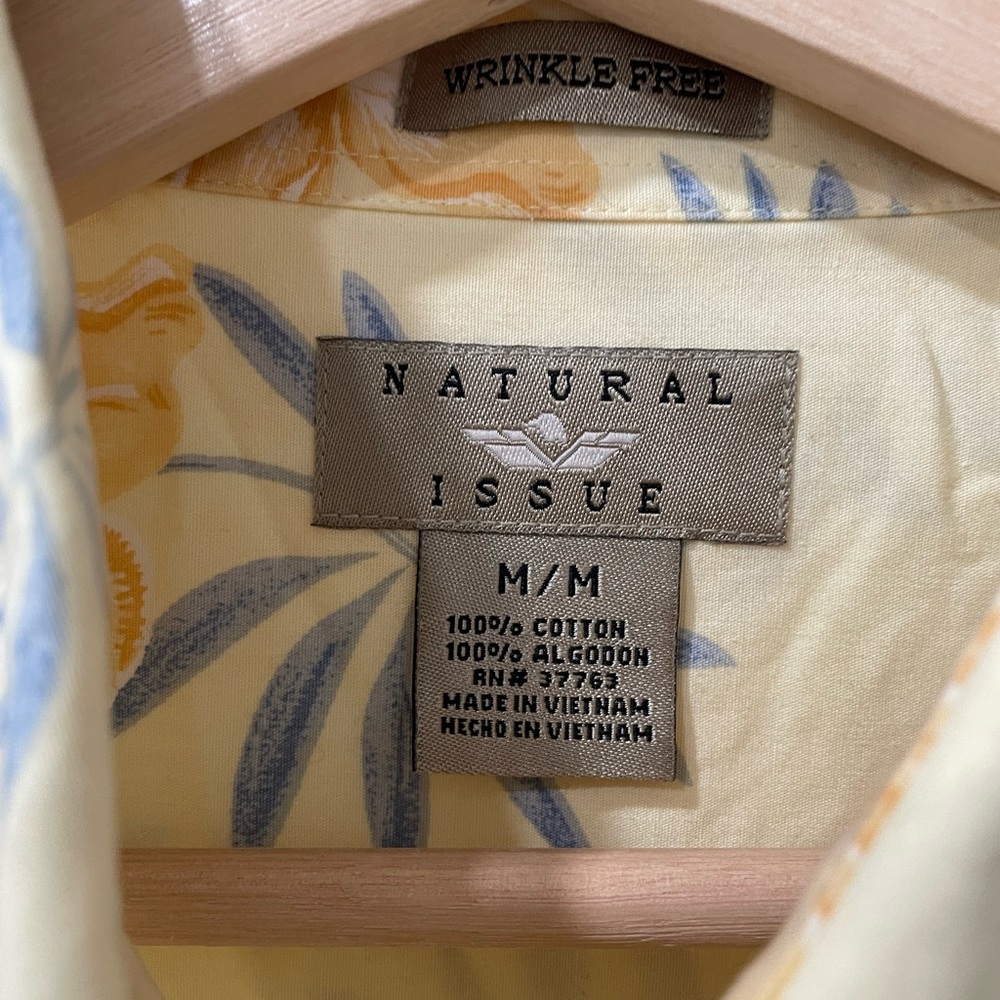 WRINKLE FREE
NATURAL
ISSUE
M/M
100% COTTON
100% ALGODON
RN# 37763
MADE IN VIETNAM
HECHO EN VIETNAM